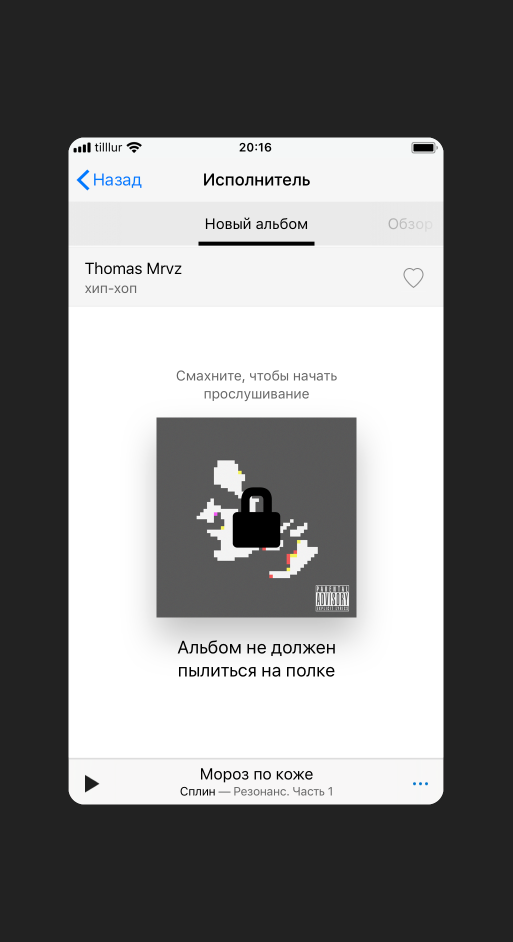 tilllur
20:16
Назад
Исполнитель
Новый альбом
Обзор
Thomas Mrvz
хип-хоп
Смахните, чтобы начать
прослушивание
PARENTAL
ADVISORY
EXPLICIT LYRICS
Альбом не должен
пылиться на полке
Мороз по коже
Сплин — Резонанс. Часть 1